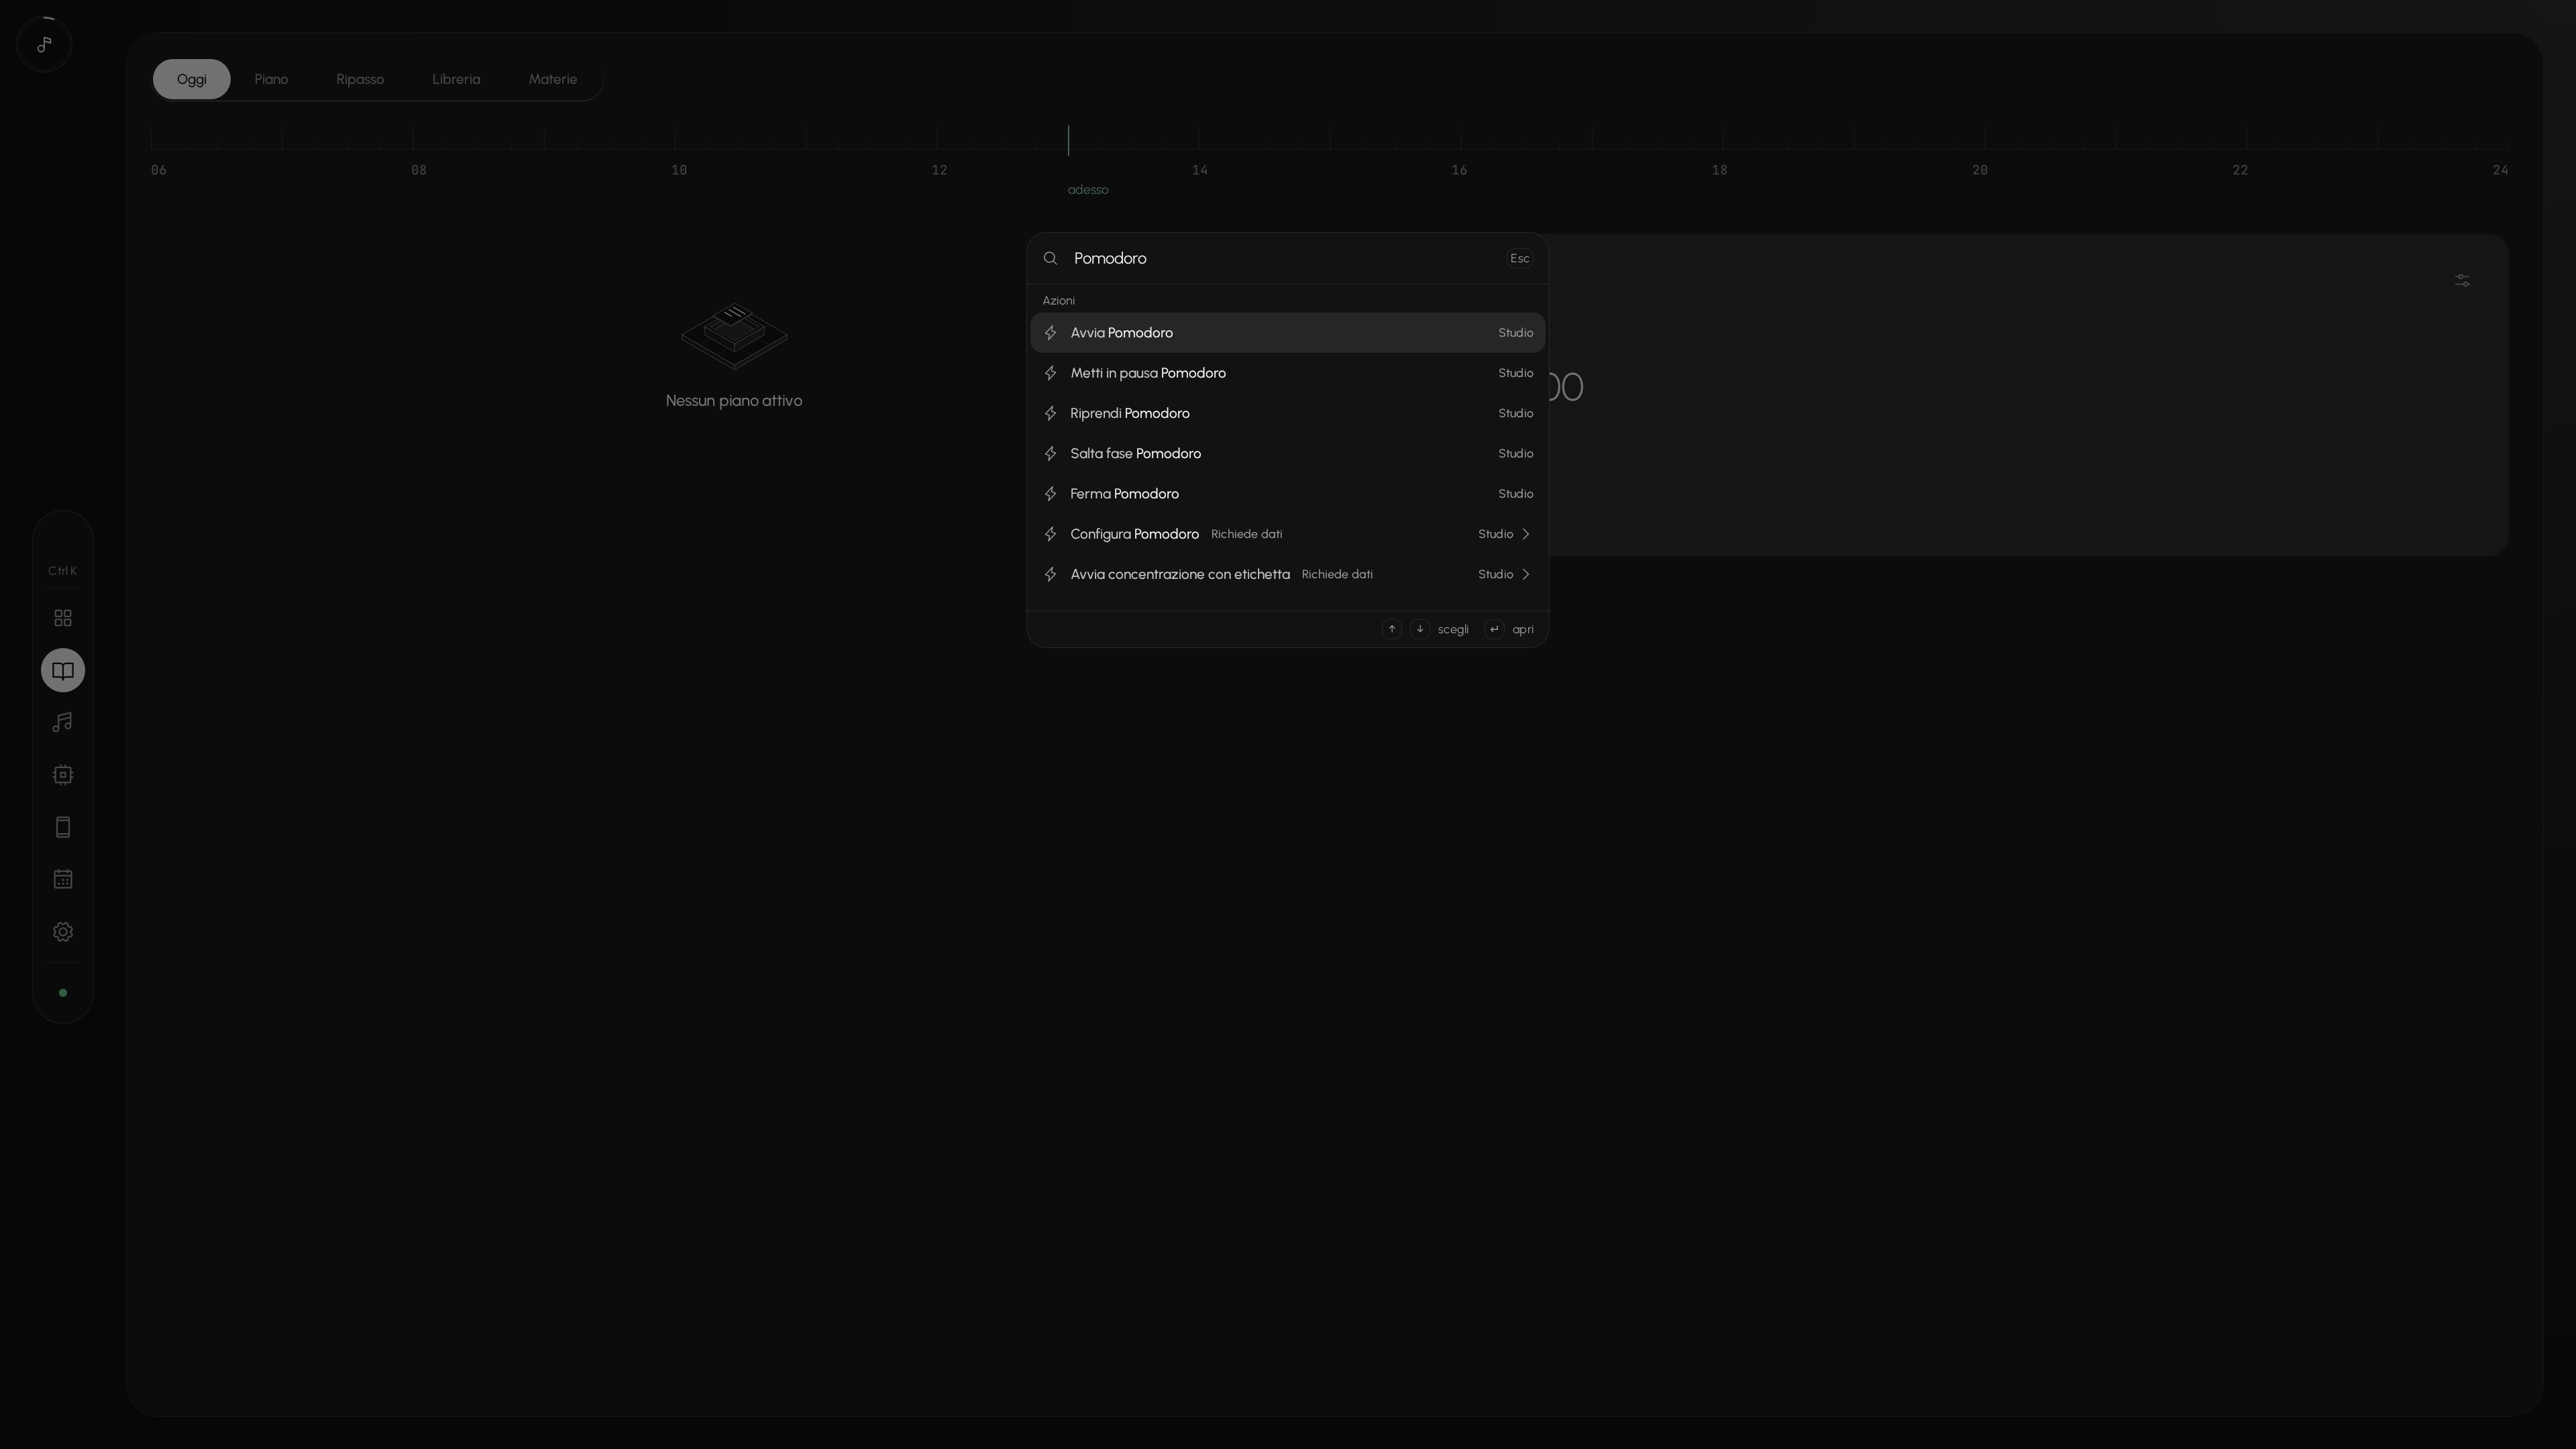 Oggi Piano Ripasso Libreria Materie
06 08 10 12 14 16 18 20 22 24
adesso
Pomodoro Esc
Azioni
Avvia Pomodoro Studio
Metti in pausa Pomodoro Studio
Riprendi Pomodoro Studio
Salta fase Pomodoro Studio
Ferma Pomodoro Studio
Configura Pomodoro Richiede dati Studio
Avvia concentrazione con etichetta Richiede dati Studio
↑ ↓ scegli ↵ apri
Nessun piano attivo
00
Ctrl K